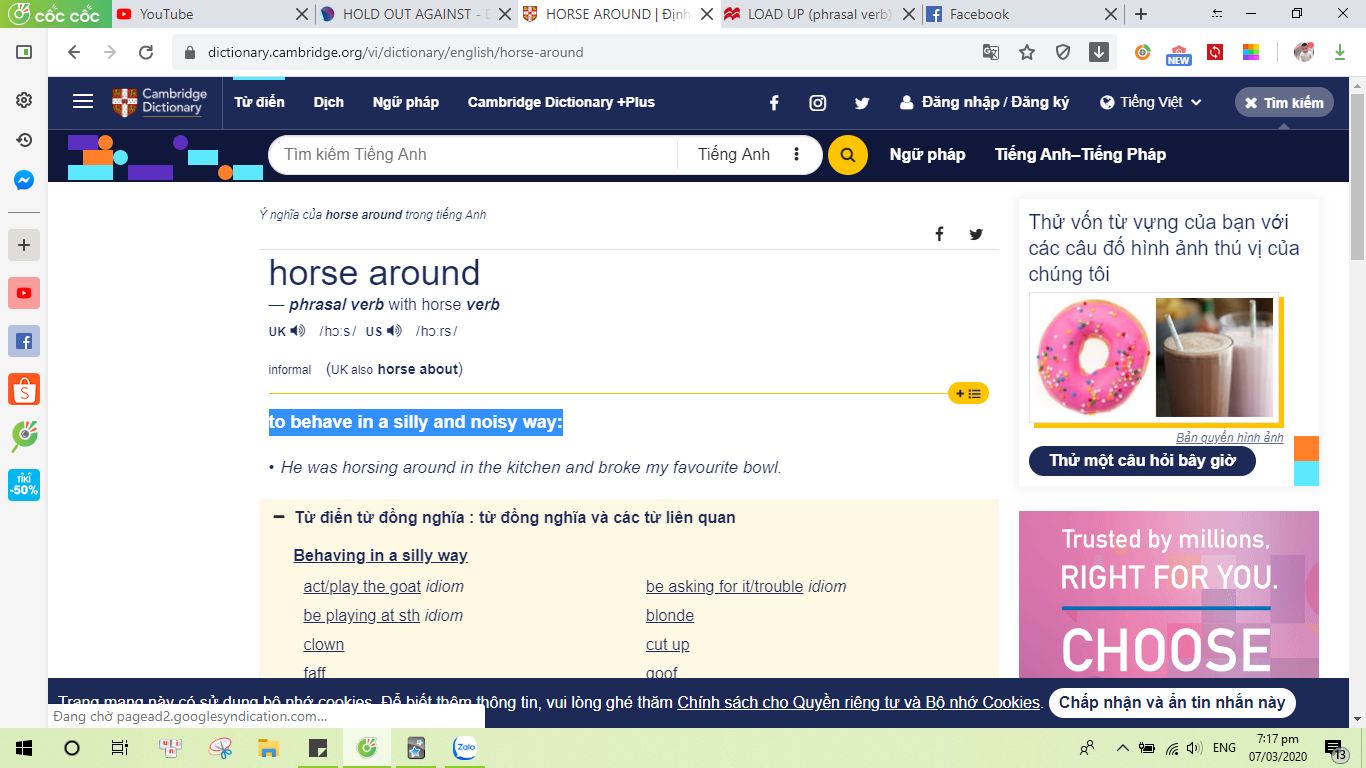 cốc cốc
YouTube
HOLD OUT AGAINST - D
HORSE AROUND | Định
LOAD UP (phrasal verb)
Facebook
dictionary.cambridge.org/vi/dictionary/english/horse-around
NEW
Cambridge
Dictionary
Từ điển
Dịch
Ngữ pháp
Cambridge Dictionary +Plus
Đăng nhập / Đăng ký
Tiếng Việt
Tìm kiếm
Tìm kiếm Tiếng Anh
Tiếng Anh
Ngữ pháp
Tiếng Anh–Tiếng Pháp
Ý nghĩa của horse around trong tiếng Anh
horse around
— phrasal verb with horse verb
UK /hɔːs/ US /hɔːrs/
informal (UK also horse about)
to behave in a silly and noisy way:
• He was horsing around in the kitchen and broke my favourite bowl.
Từ điển từ đồng nghĩa : từ đồng nghĩa và các từ liên quan
Behaving in a silly way
act/play the goat idiom
be asking for it/trouble idiom
be playing at sth idiom
blonde
clown
cut up
faff
goof
Thử vốn từ vựng của bạn với
các câu đố hình ảnh thú vị của
chúng tôi
Bản quyền hình ảnh
Thử một câu hỏi bây giờ
Trusted by millions,
RIGHT FOR YOU.
CHOOSE
TiKi
-50%
Trang mạng này có sử dụng bộ nhớ cookies. Để biết thêm thông tin, vui lòng ghé thăm Chính sách cho Quyền riêng tư và Bộ nhớ Cookies.
Chấp nhận và ẩn tin nhắn này
Đang chờ pagead2.googlesyndication.com...
Zalo
ENG
7:17 pm
07/03/2020
13